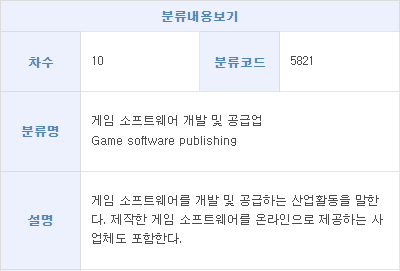 분류내용보기
차수 10 분류코드 5821
분류명 게임 소프트웨어 개발 및 공급업
Game software publishing
설명 게임 소프트웨어를 개발 및 공급하는 산업활동을 말한
다. 제작한 게임 소프트웨어를 온라인으로 제공하는 사
업체도 포함한다.